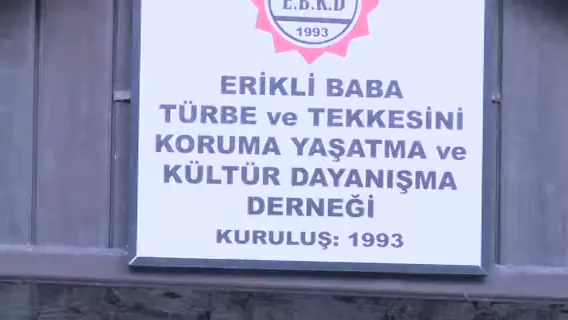 E.B.K.D
1993
ERİKLİ BABA
TÜRBE ve TEKKESİNİ
KORUMA YAŞATMA ve
KÜLTÜR DAYANIŞMA
DERNEĞİ
KURULUŞ: 1993